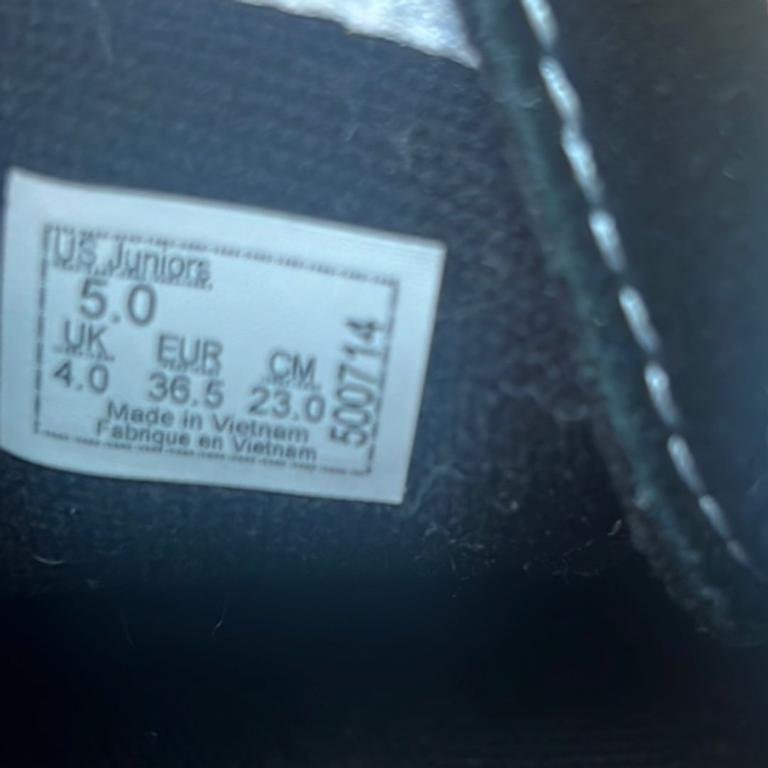 US Juniors
5.0
UK EUR CM
4.0 36.5 23.0
Made in Vietnam
Fabrique en Vietnam
500714